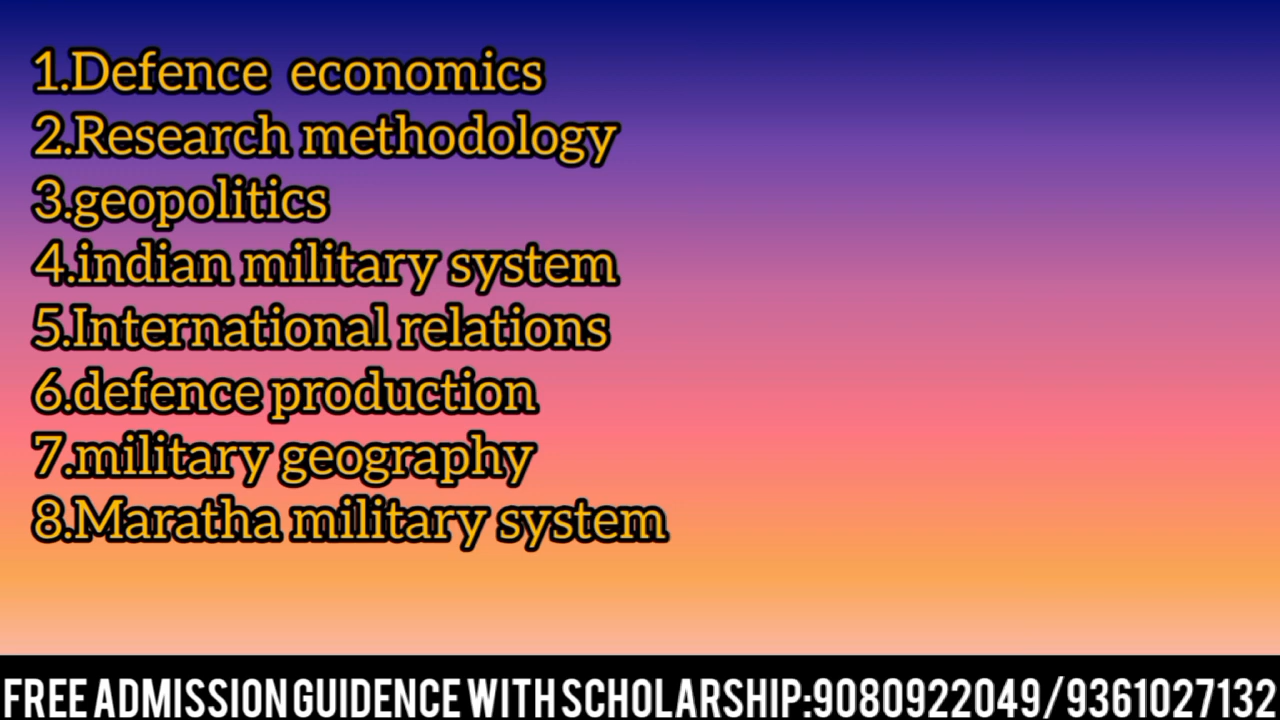 1.Defence economics
2.Research methodology
3.geopolitics
4.indian military system
5.International relations
6.defence production
7.military geography
8.Maratha military system
FREE ADMISSION GUIDENCE WITH SCHOLARSHIP:9080922049/9361027132